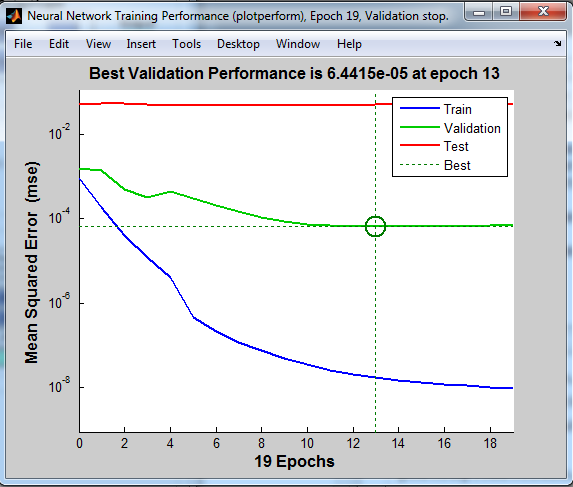 Neural Network Training Performance (plotperform), Epoch 19, Validation stop.
File Edit View Insert Tools Desktop Window Help
Best Validation Performance is 6.4415e-05 at epoch 13
Mean Squared Error (mse)
10^-2
10^-4
10^-6
10^-8
Train
Validation
Test
Best
0 2 4 6 8 10 12 14 16 18
19 Epochs